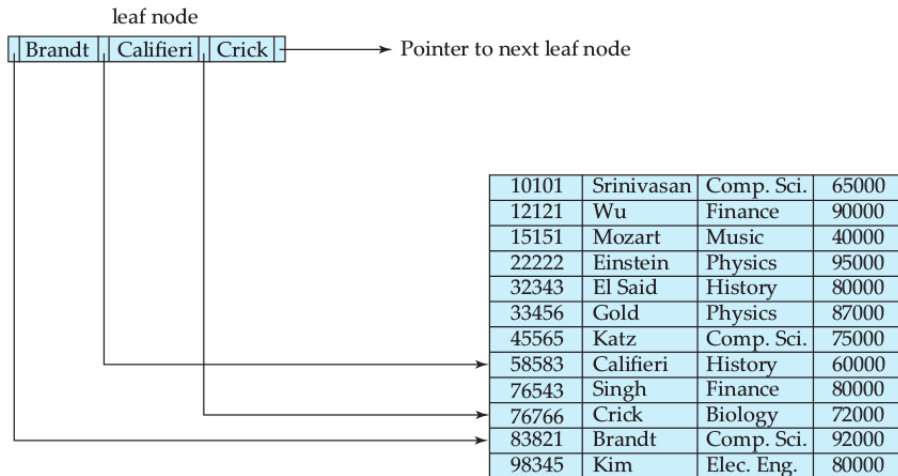 leaf node
Brandt Califieri Crick Pointer to next leaf node
10101 Srinivasan Comp. Sci. 65000
12121 Wu Finance 90000
15151 Mozart Music 40000
22222 Einstein Physics 95000
32343 El Said History 80000
33456 Gold Physics 87000
45565 Katz Comp. Sci. 75000
58583 Califieri History 60000
76543 Singh Finance 80000
76766 Crick Biology 72000
83821 Brandt Comp. Sci. 92000
98345 Kim Elec. Eng. 80000